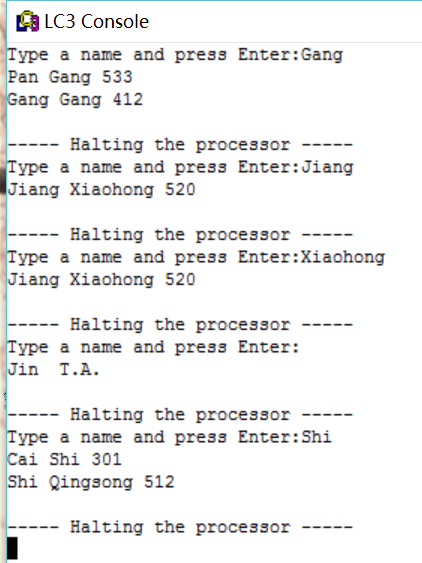 LC3 Console
Type a name and press Enter:Gang
Pan Gang 533
Gang Gang 412
----- Halting the processor -----
Type a name and press Enter:Jiang
Jiang Xiaohong 520
----- Halting the processor -----
Type a name and press Enter:Xiaohong
Jiang Xiaohong 520
----- Halting the processor -----
Type a name and press Enter:
Jin  T.A.
----- Halting the processor -----
Type a name and press Enter:Shi
Cai Shi 301
Shi Qingsong 512
----- Halting the processor -----